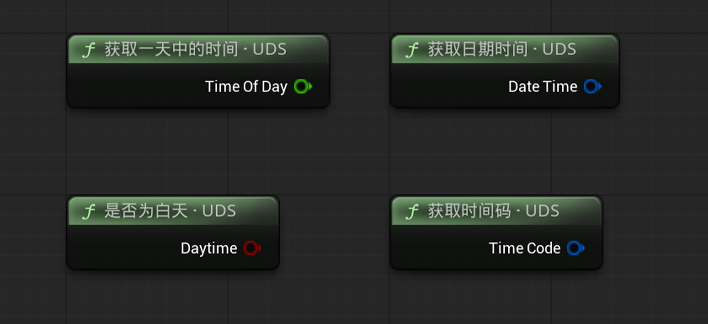 获取一天中的时间 · UDS
Time Of Day
获取日期时间 · UDS
Date Time
是否为白天 · UDS
Daytime
获取时间码 · UDS
Time Code